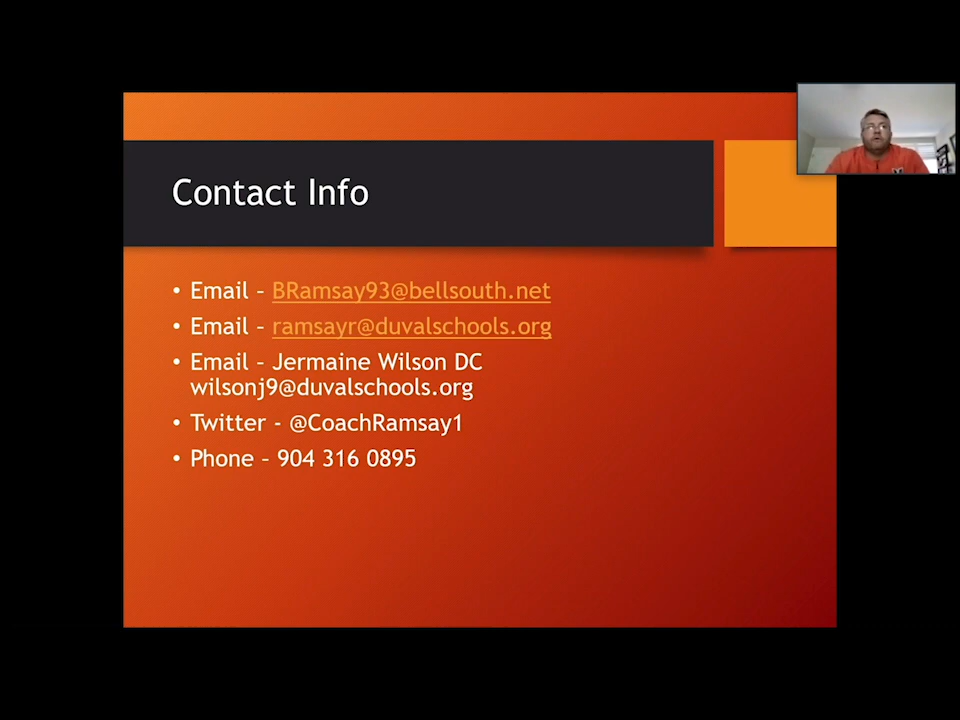 Contact Info
• Email – BRamsay93@bellsouth.net
• Email – ramsayr@duvalschools.org
• Email – Jermaine Wilson DC
wilsonj9@duvalschools.org
• Twitter - @CoachRamsay1
• Phone – 904 316 0895